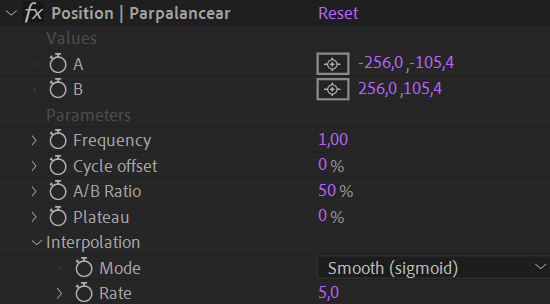 fx Position | Parpalancear Reset
Values
A -256,0 ,-105,4
B 256,0 ,105,4
Parameters
Frequency 1,00
Cycle offset 0 %
A/B Ratio 50 %
Plateau 0 %
Interpolation
Mode Smooth (sigmoid)
Rate 5,0